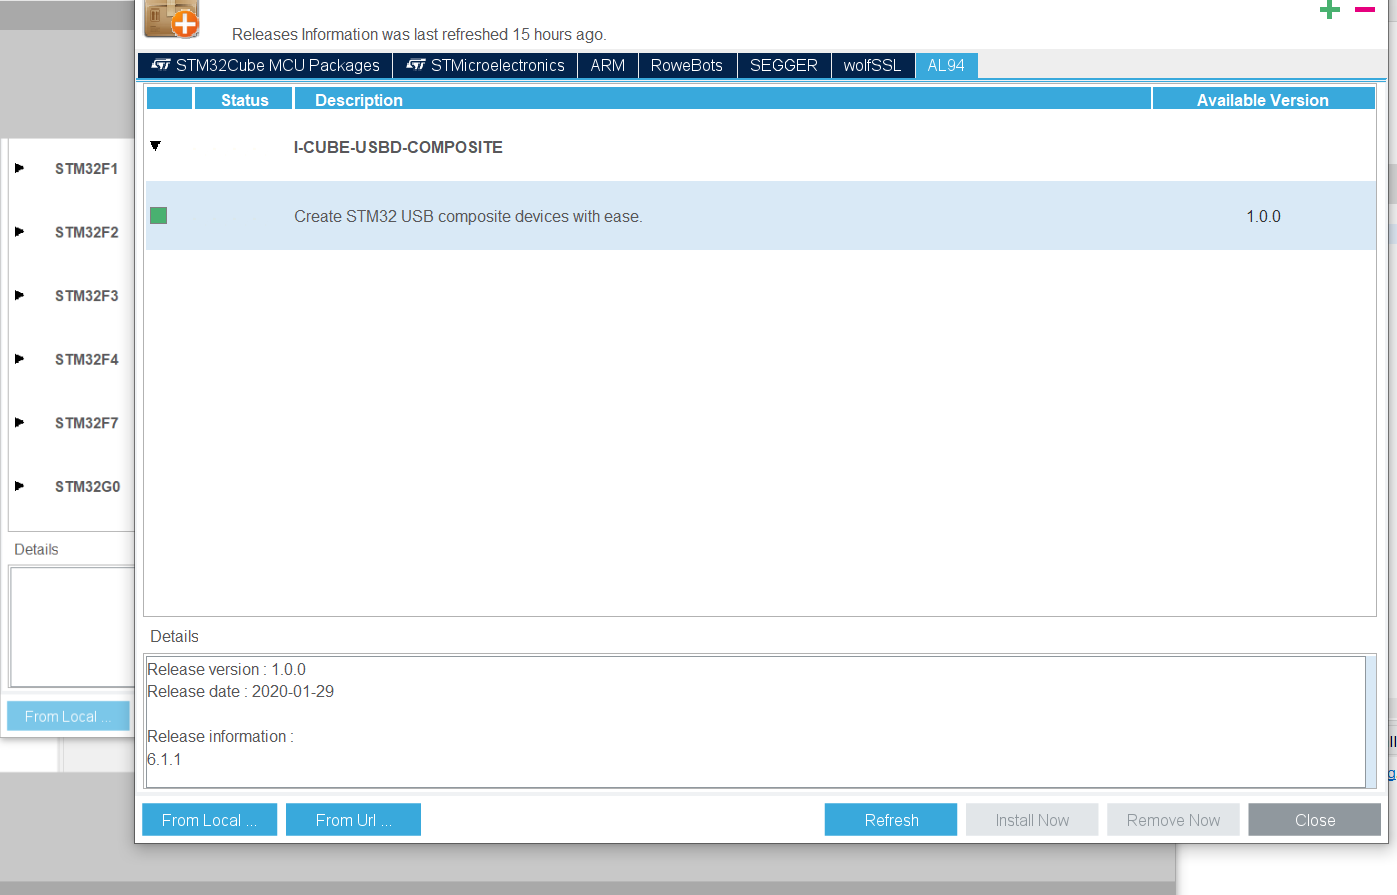 Releases Information was last refreshed 15 hours ago.
STM32Cube MCU Packages STMicroelectronics ARM RoweBots SEGGER wolfSSL AL94
Status Description Available Version
I-CUBE-USBD-COMPOSITE
Create STM32 USB composite devices with ease. 1.0.0
Details
Release version : 1.0.0
Release date : 2020-01-29
Release information :
6.1.1
From Local ... From Url ... Refresh Install Now Remove Now Close
STM32F1
STM32F2
STM32F3
STM32F4
STM32F7
STM32G0
Details
From Local ...